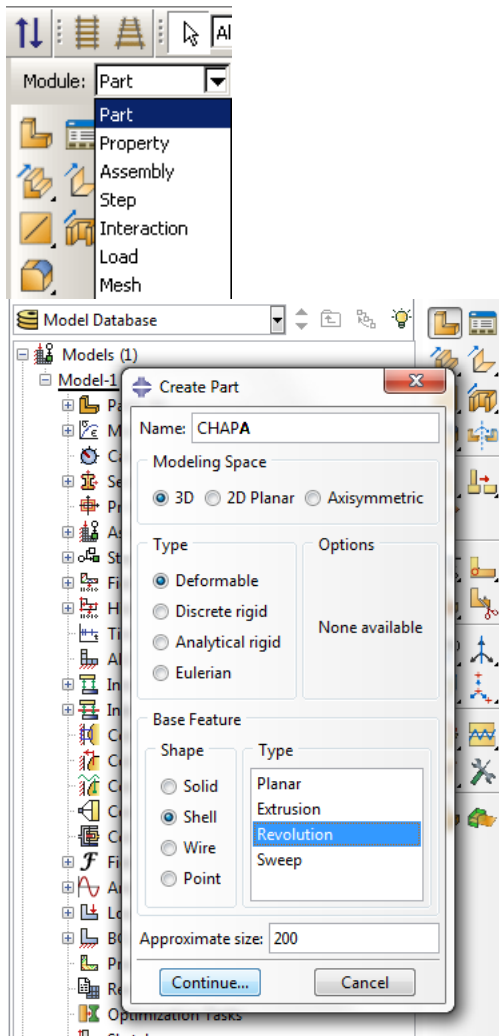 Al
Module: Part
Part
Property
Assembly
Step
Interaction
Load
Mesh
Model Database
Models (1)
Model-1
Create Part
Name: CHAPA
Modeling Space
3D 2D Planar Axisymmetric
Type Options
Deformable
Discrete rigid
Analytical rigid
Eulerian
None available
Base Feature
Shape Type
Solid
Shell
Wire
Point
Planar
Extrusion
Revolution
Sweep
Approximate size: 200
Continue... Cancel
Optimization Tasks